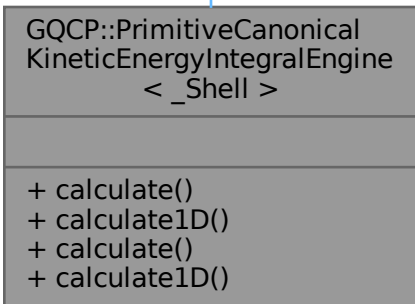 GQCP::PrimitiveCanonical
KineticEnergyIntegralEngine
< _Shell >
+ calculate()
+ calculate1D()
+ calculate()
+ calculate1D()